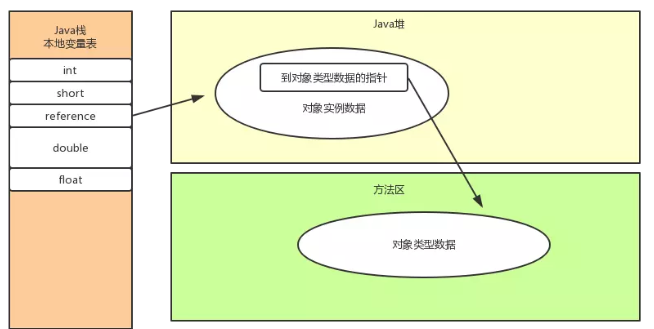 Java栈
本地变量表
int
short
reference
double
float
Java堆
到对象类型数据的指针
对象实例数据
方法区
对象类型数据